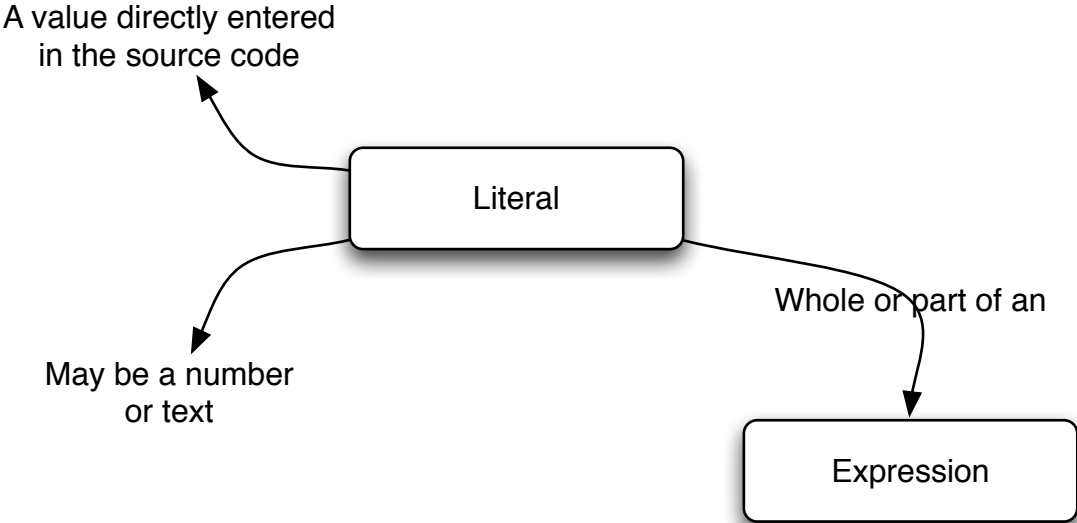 A value directly entered
in the source code
Literal
Whole or part of an
May be a number
or text
Expression